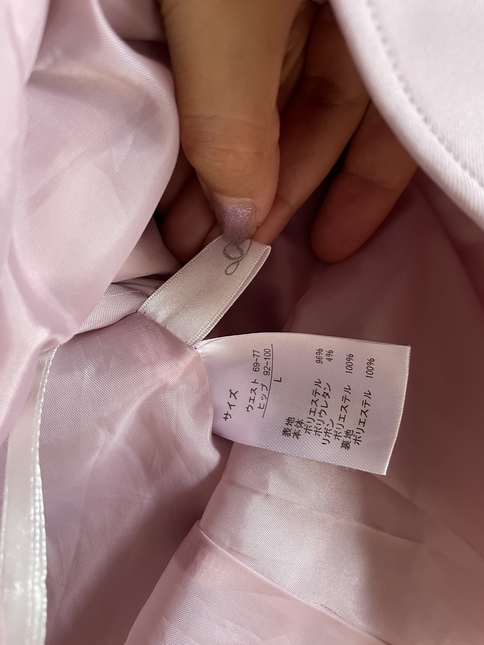 サイズ
ウエスト 69-77
ヒップ 92-100
L
表地
本体
ポリエステル 96%
ポリウレタン 4%
リボン
ポリエステル 100%
裏地
ポリエステル 100%